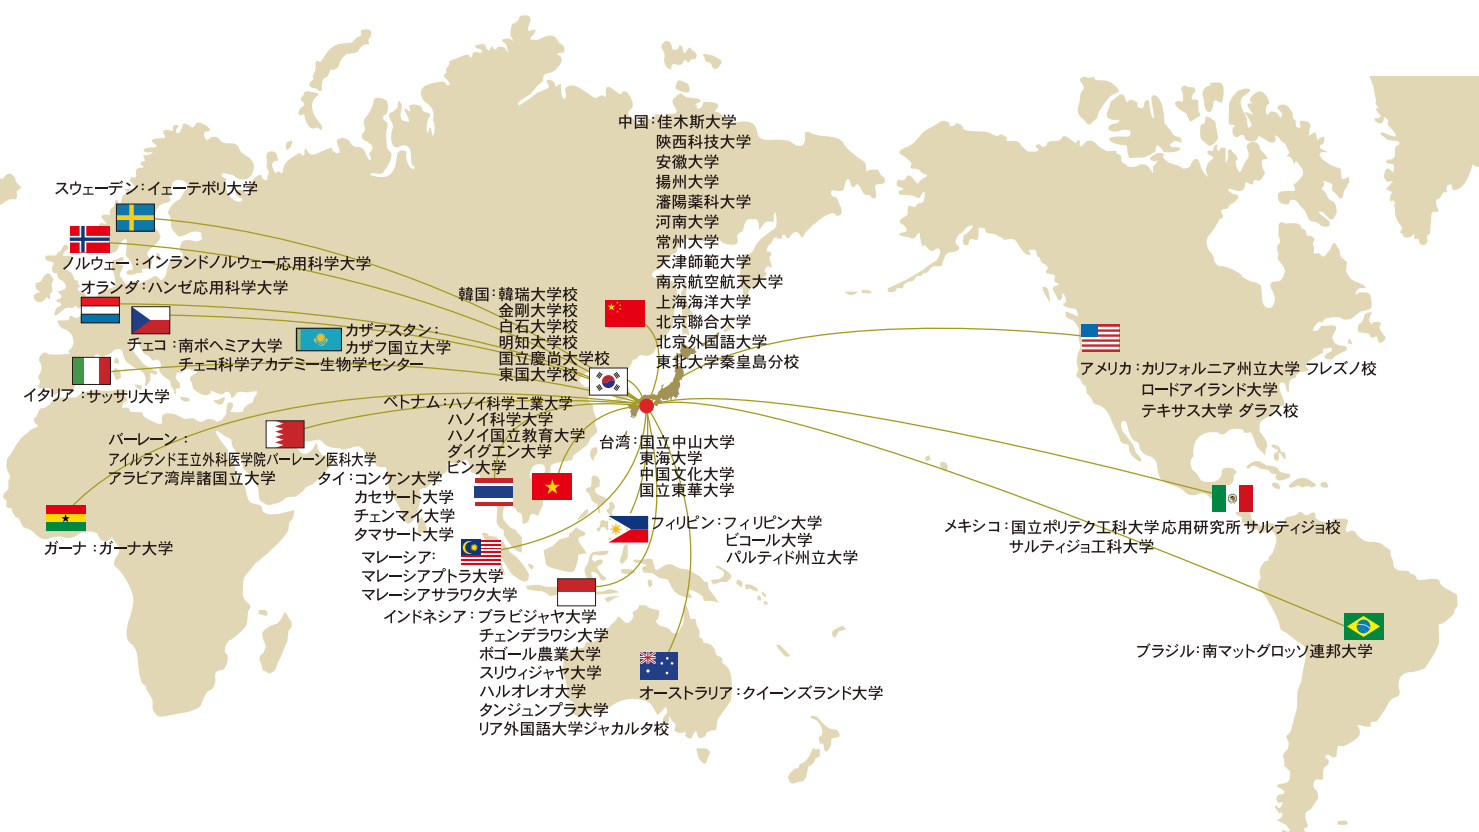 中国：佳木斯大学
陝西科技大学
安徽大学
揚州大学
瀋陽薬科大学
河南大学
常州大学
天津師範大学
南京航空航天大学
上海海洋大学
北京聯合大学
北京外国語大学
東北大学秦皇島分校
スウェーデン：イェーテボリ大学
ノルウェー：インランドノルウェー応用科学大学
オランダ：ハンゼ応用科学大学
チェコ：南ボヘミア大学
チェコ科学アカデミー生物学センター
カザフスタン：
カザフ国立大学
イタリア：サッサリ大学
韓国：韓瑞大学校
金剛大学校
白石大学校
明知大学校
国立慶尚大学校
東国大学校
アメリカ：カリフォルニア州立大学 フレズノ校
ロードアイランド大学
テキサス大学 ダラス校
ベトナム：ハノイ科学工業大学
ハノイ科学大学
ハノイ国立教育大学
ダイグエン大学
ビン大学
バーレーン：
アイルランド王立外科医学院バーレーン医科大学
アラビア湾岸諸国立大学
台湾：国立中山大学
東海大学
中国文化大学
国立東華大学
タイ：コンケン大学
カセサート大学
チェンマイ大学
タマサート大学
ガーナ：ガーナ大学
フィリピン：フィリピン大学
ビコール大学
パルティド州立大学
メキシコ：国立ポリテク工科大学 応用研究所 サルティジョ校
サルティジョ工科大学
マレーシア：
マレーシアプトラ大学
マレーシアサラワク大学
インドネシア：ブラビジャヤ大学
チェンデラワシ大学
ボゴール農業大学
スリウィジャヤ大学
ハルオレオ大学
タンジュンプラ大学
リア外国語大学ジャカルタ校
ブラジル：南マットグロッソ連邦大学
オーストラリア：クイーンズランド大学